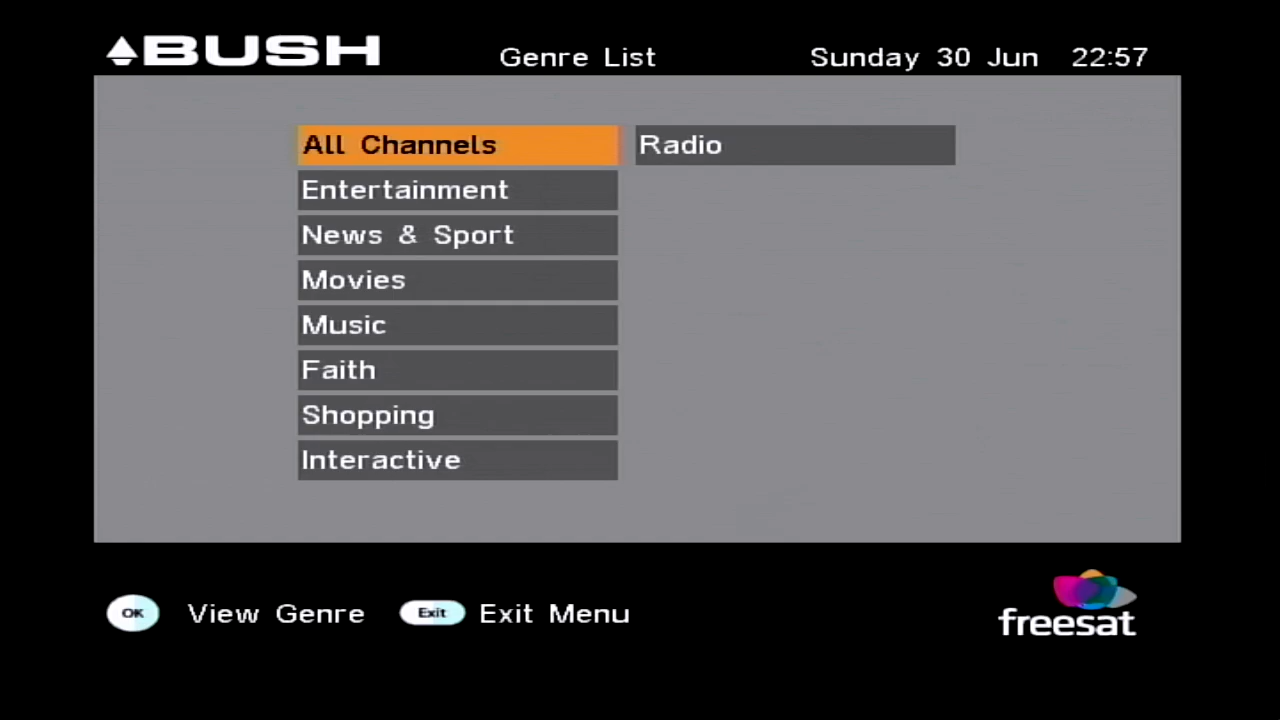 BUSH
Genre List
Sunday 30 Jun 22:57
All Channels
Radio
Entertainment
News & Sport
Movies
Music
Faith
Shopping
Interactive
OK View Genre Exit Exit Menu
freesat